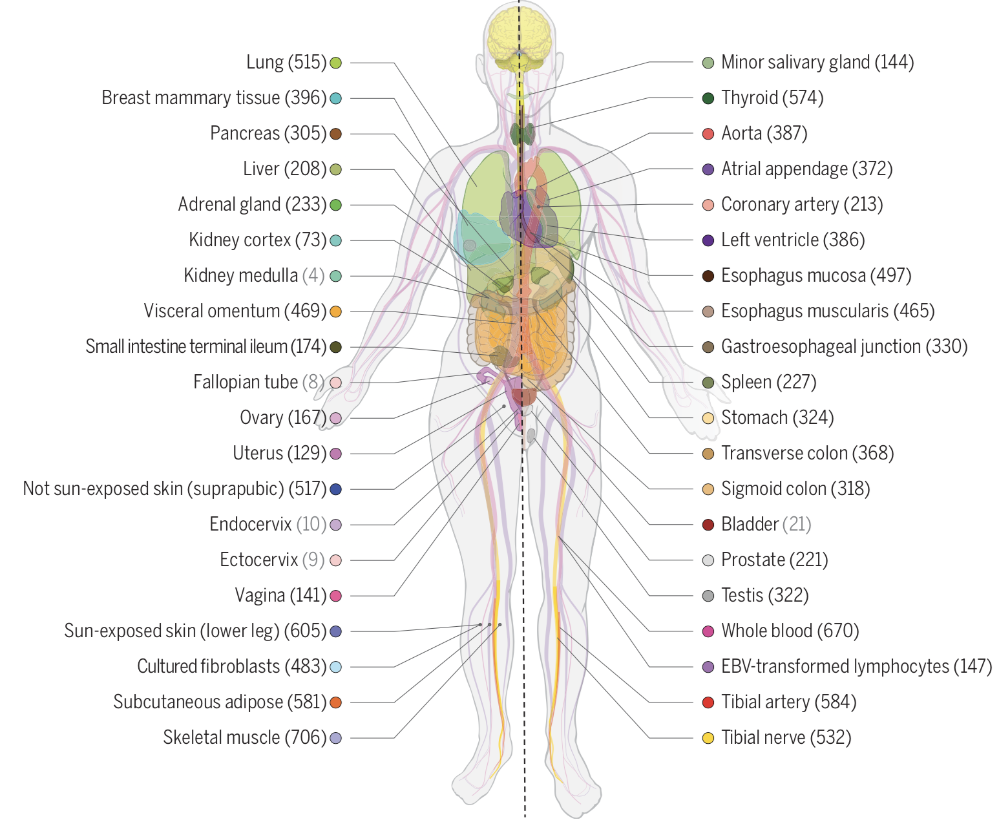 Lung (515)
Breast mammary tissue (396)
Pancreas (305)
Liver (208)
Adrenal gland (233)
Kidney cortex (73)
Kidney medulla (4)
Visceral omentum (469)
Small intestine terminal ileum (174)
Fallopian tube (8)
Ovary (167)
Uterus (129)
Not sun-exposed skin (suprapubic) (517)
Endocervix (10)
Ectocervix (9)
Vagina (141)
Sun-exposed skin (lower leg) (605)
Cultured fibroblasts (483)
Subcutaneous adipose (581)
Skeletal muscle (706)
Minor salivary gland (144)
Thyroid (574)
Aorta (387)
Atrial appendage (372)
Coronary artery (213)
Left ventricle (386)
Esophagus mucosa (497)
Esophagus muscularis (465)
Gastroesophageal junction (330)
Spleen (227)
Stomach (324)
Transverse colon (368)
Sigmoid colon (318)
Bladder (21)
Prostate (221)
Testis (322)
Whole blood (670)
EBV-transformed lymphocytes (147)
Tibial artery (584)
Tibial nerve (532)